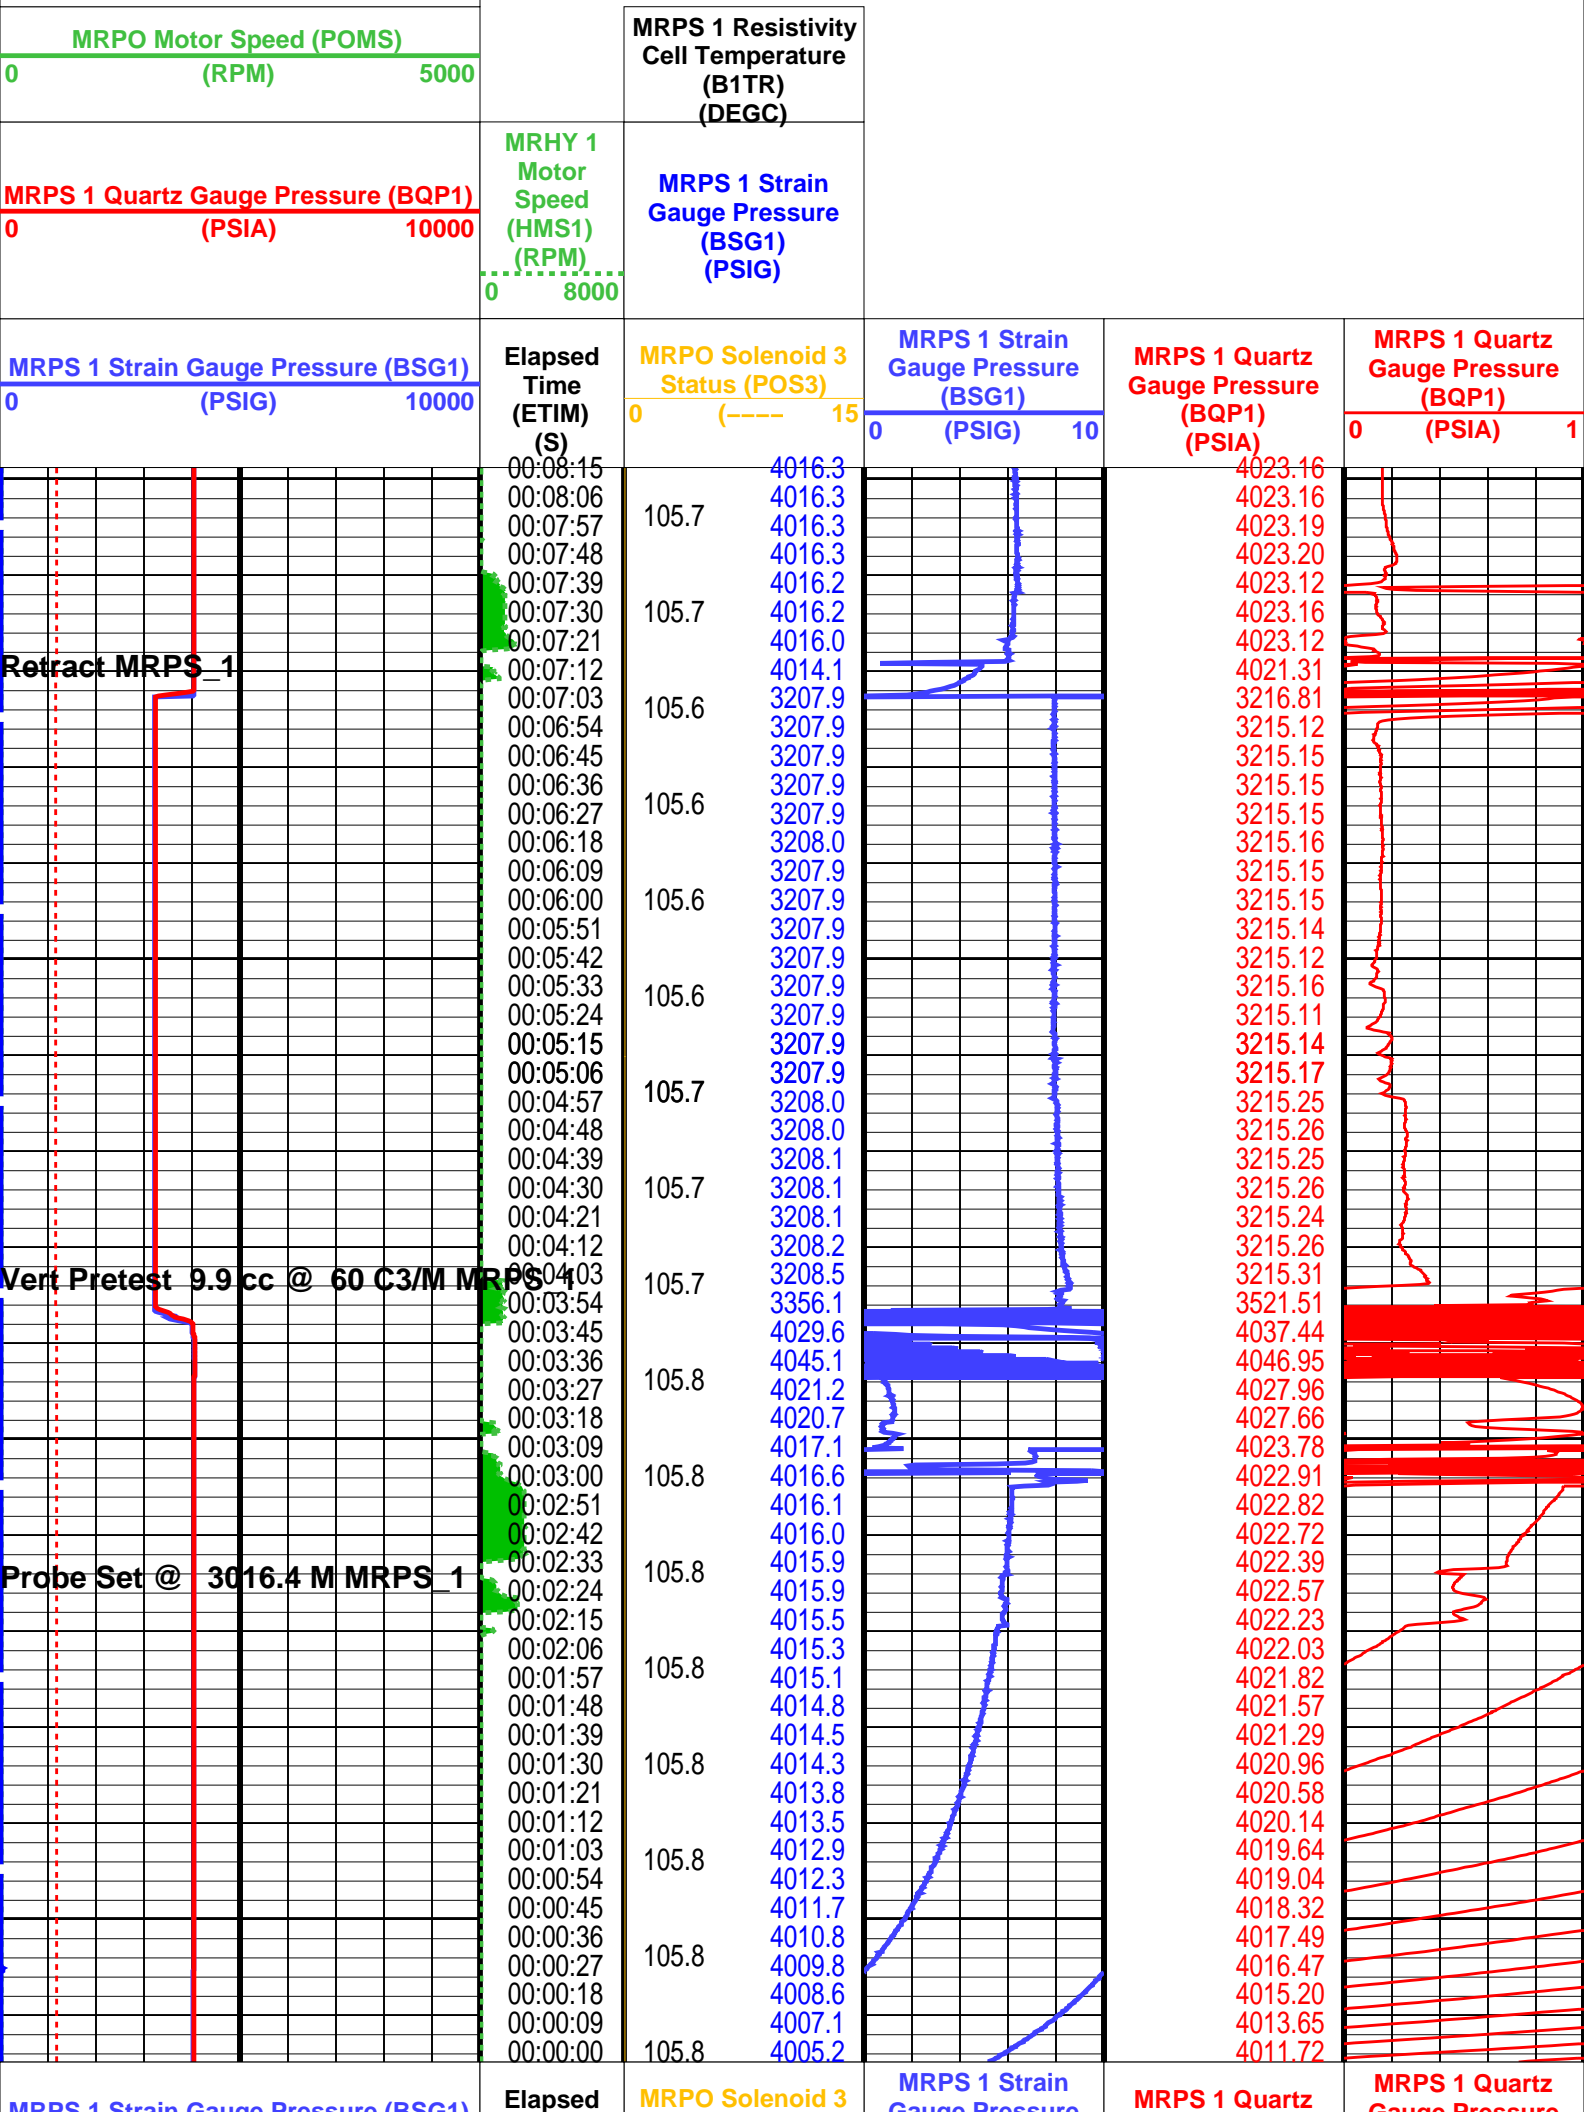 MRPO Motor Speed (POMS)
0 (RPM) 5000
MRPS 1 Resistivity
Cell Temperature
(B1TR)
(DEGC)
MRPS 1 Quartz Gauge Pressure (BQP1)
0 (PSIA) 10000
MRHY 1
Motor
Speed
(HMS1)
(RPM)
0 8000
MRPS 1 Strain
Gauge Pressure
(BSG1)
(PSIG)
MRPS 1 Strain Gauge Pressure (BSG1)
0 (PSIG) 10000
Elapsed
Time
(ETIM)
(S)
MRPO Solenoid 3
Status (POS3)
0 (---- 15
MRPS 1 Strain
Gauge Pressure
(BSG1)
0 (PSIG) 10
MRPS 1 Quartz
Gauge Pressure
(BQP1)
(PSIA)
MRPS 1 Quartz
Gauge Pressure
(BQP1)
0 (PSIA) 1
00:08:15 4016.3 4023.16
00:08:06 4016.3 4023.16
105.7
00:07:57 4016.3 4023.19
00:07:48 4016.3 4023.20
00:07:39 4016.2 4023.12
00:07:30 105.7 4016.2 4023.16
00:07:21 4016.0 4023.12
Retract MRPS_1
00:07:12 4014.1 4021.31
00:07:03 3207.9 3216.81
105.6
00:06:54 3207.9 3215.12
00:06:45 3207.9 3215.15
00:06:36 3207.9 3215.15
105.6
00:06:27 3207.9 3215.15
00:06:18 3208.0 3215.16
00:06:09 3207.9 3215.15
00:06:00 105.6 3207.9 3215.15
00:05:51 3207.9 3215.14
00:05:42 3207.9 3215.12
00:05:33 3207.9 3215.16
105.6
00:05:24 3207.9 3215.11
00:05:15 3207.9 3215.14
00:05:06 3207.9 3215.17
105.7
00:04:57 3208.0 3215.25
00:04:48 3208.0 3215.26
00:04:39 3208.1 3215.25
00:04:30 105.7 3208.1 3215.26
00:04:21 3208.1 3215.24
00:04:12 3208.2 3215.26
Vert Pretest 9.9 cc @ 60 C3/M MRPS_1
00:04:03 105.7 3208.5 3215.31
00:03:54 3356.1 3521.51
00:03:45 4029.6 4037.44
00:03:36 4045.1 4046.95
105.8
00:03:27 4021.2 4027.96
00:03:18 4020.7 4027.66
00:03:09 4017.1 4023.78
00:03:00 105.8 4016.6 4022.91
00:02:51 4016.1 4022.82
00:02:42 4016.0 4022.72
00:02:33 4015.9 4022.39
Probe Set @ 3016.4 M MRPS_1
105.8
00:02:24 4015.9 4022.57
00:02:15 4015.5 4022.23
00:02:06 4015.3 4022.03
105.8
00:01:57 4015.1 4021.82
00:01:48 4014.8 4021.57
00:01:39 4014.5 4021.29
00:01:30 105.8 4014.3 4020.96
00:01:21 4013.8 4020.58
00:01:12 4013.5 4020.14
00:01:03 4012.9 4019.64
105.8
00:00:54 4012.3 4019.04
00:00:45 4011.7 4018.32
00:00:36 4010.8 4017.49
105.8
00:00:27 4009.8 4016.47
00:00:18 4008.6 4015.20
00:00:09 4007.1 4013.65
00:00:00 105.8 4005.2 4011.72
MRPS 1 Strain Gauge Pressure (BSG1)
Elapsed
MRPO Solenoid 3
MRPS 1 Strain
Gauge Pressure
MRPS 1 Quartz
MRPS 1 Quartz
Gauge Pressure